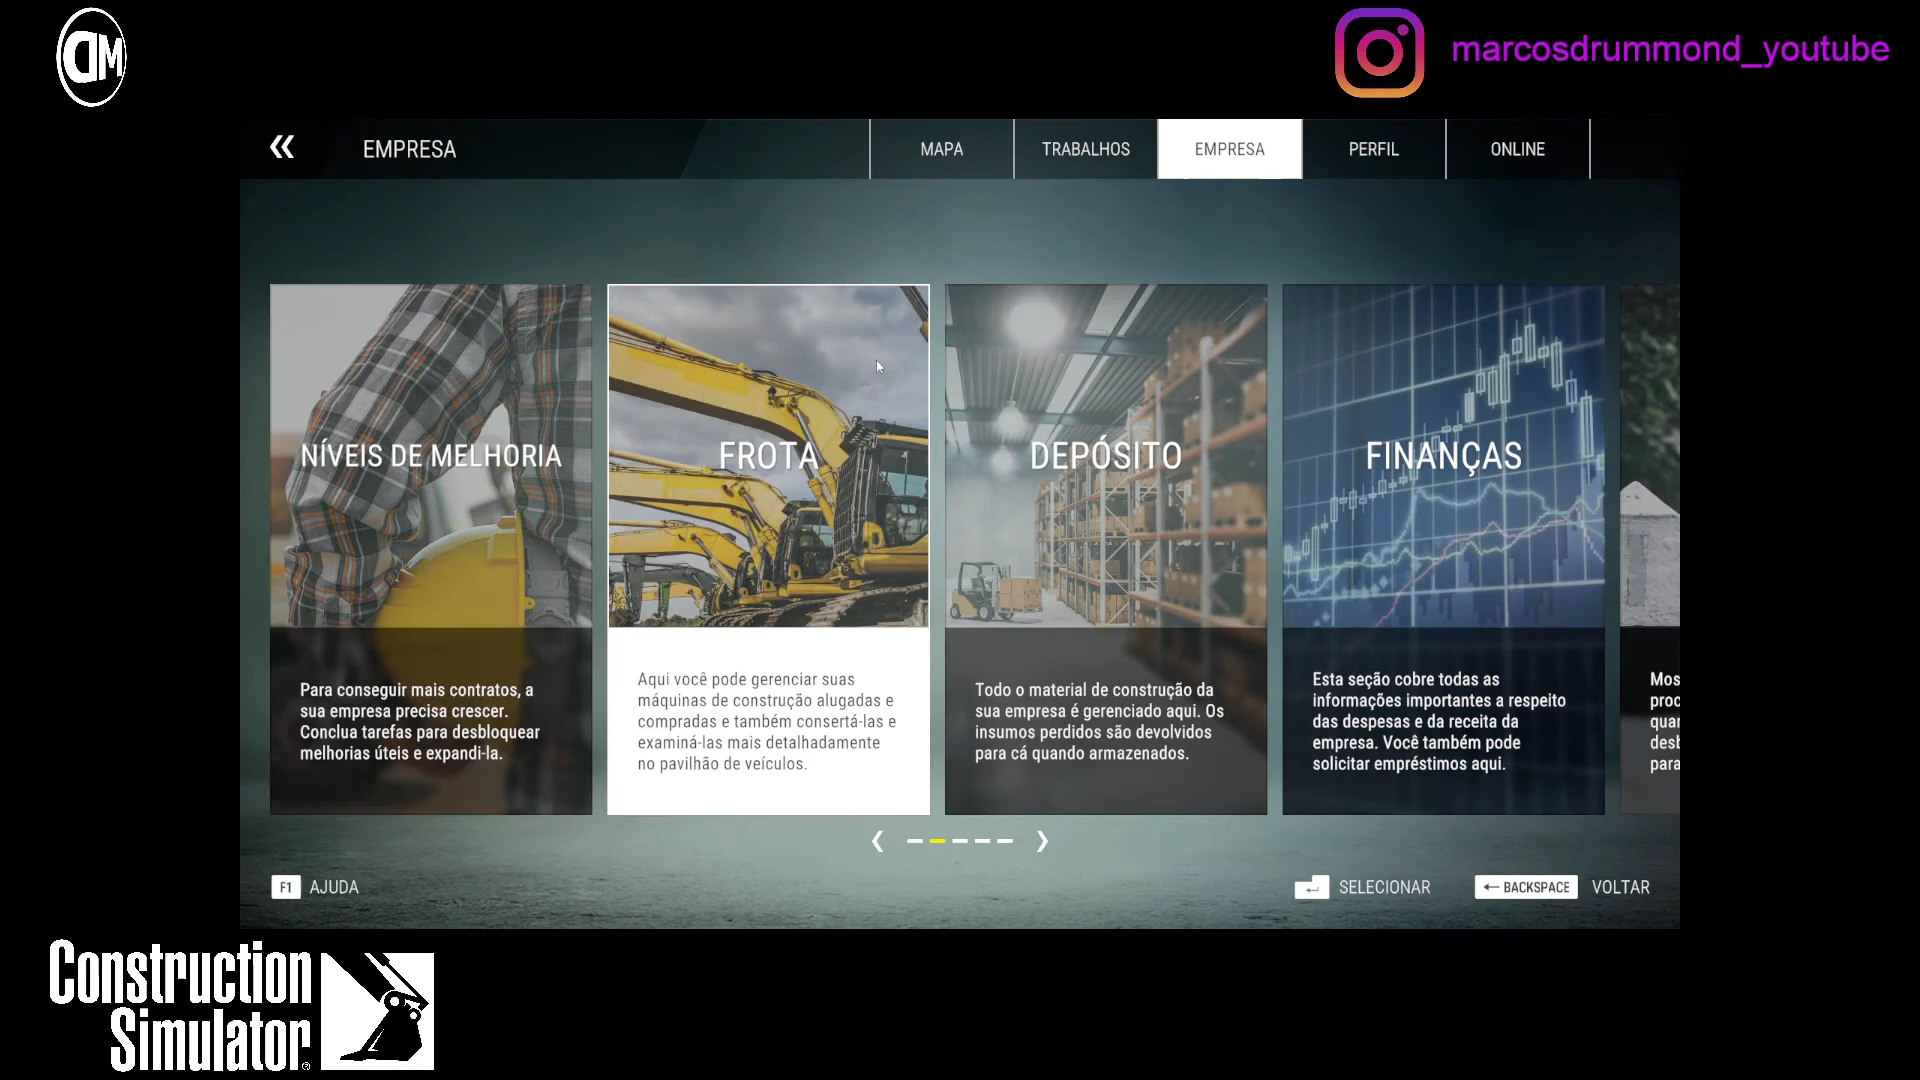 DM
marcosdrummond_youtube
EMPRESA
MAPA
TRABALHOS
EMPRESA
PERFIL
ONLINE
NÍVEIS DE MELHORIA
Para conseguir mais contratos, a
sua empresa precisa crescer.
Conclua tarefas para desbloquear
melhorias úteis e expandi-la.
FROTA
Aqui você pode gerenciar suas
máquinas de construção alugadas e
compradas e também consertá-las e
examiná-las mais detalhadamente
no pavilhão de veículos.
DEPÓSITO
Todo o material de construção da
sua empresa é gerenciado aqui. Os
insumos perdidos são devolvidos
para cá quando armazenados.
FINANÇAS
Esta seção cobre todas as
informações importantes a respeito
das despesas e da receita da
empresa. Você também pode
solicitar empréstimos aqui.
Mos
proc
quar
desb
para
F1 AJUDA
SELECIONAR
BACKSPACE VOLTAR
Construction
Simulator®